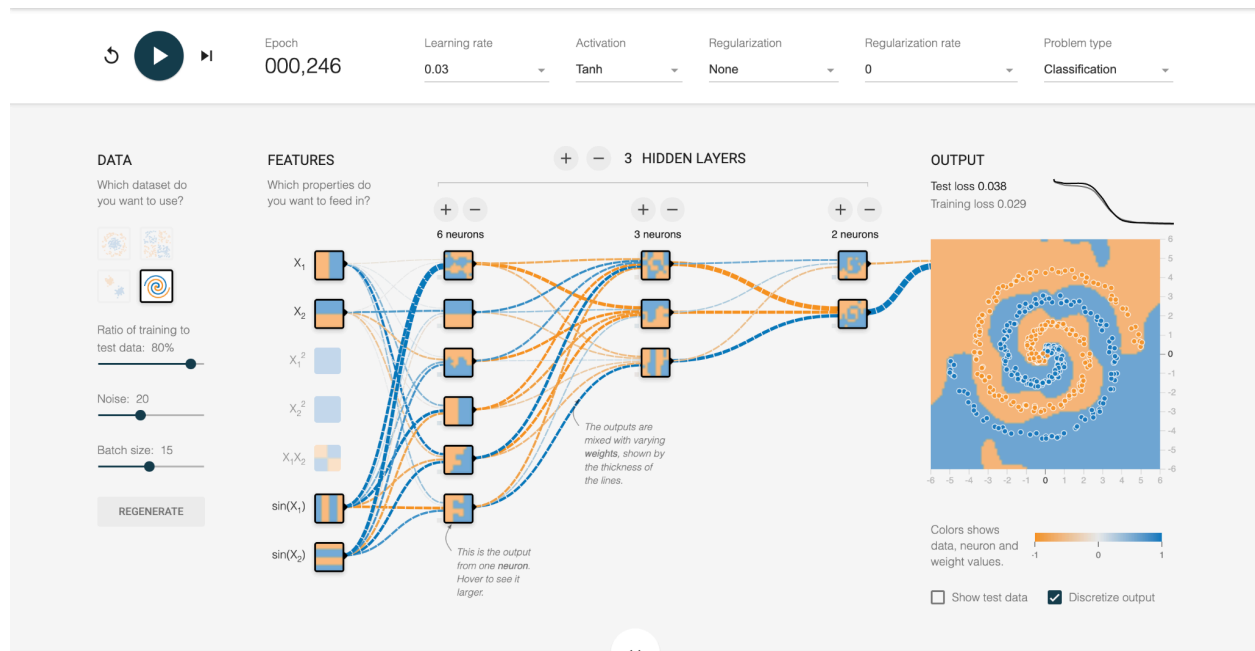 Epoch
000,246
Learning rate
0.03
Activation
Tanh
Regularization
None
Regularization rate
0
Problem type
Classification
DATA
Which dataset do
you want to use?
Ratio of training to
test data: 80%
Noise: 20
Batch size: 15
REGENERATE
FEATURES
Which properties do
you want to feed in?
X₁
X₂
X₁²
X₂²
X₁X₂
sin(X₁)
sin(X₂)
+ − 3 HIDDEN LAYERS
+ −
6 neurons
+ −
3 neurons
+ −
2 neurons
The outputs are
mixed with varying
weights, shown by
the thickness of
the lines.
This is the output
from one neuron.
Hover to see it
larger.
OUTPUT
Test loss 0.038
Training loss 0.029
6
5
4
3
2
1
0
-1
-2
-3
-4
-5
-6
-6 -5 -4 -3 -2 -1 0 1 2 3 4 5 6
Colors shows
data, neuron and
weight values.
-1 0 1
Show test data
Discretize output